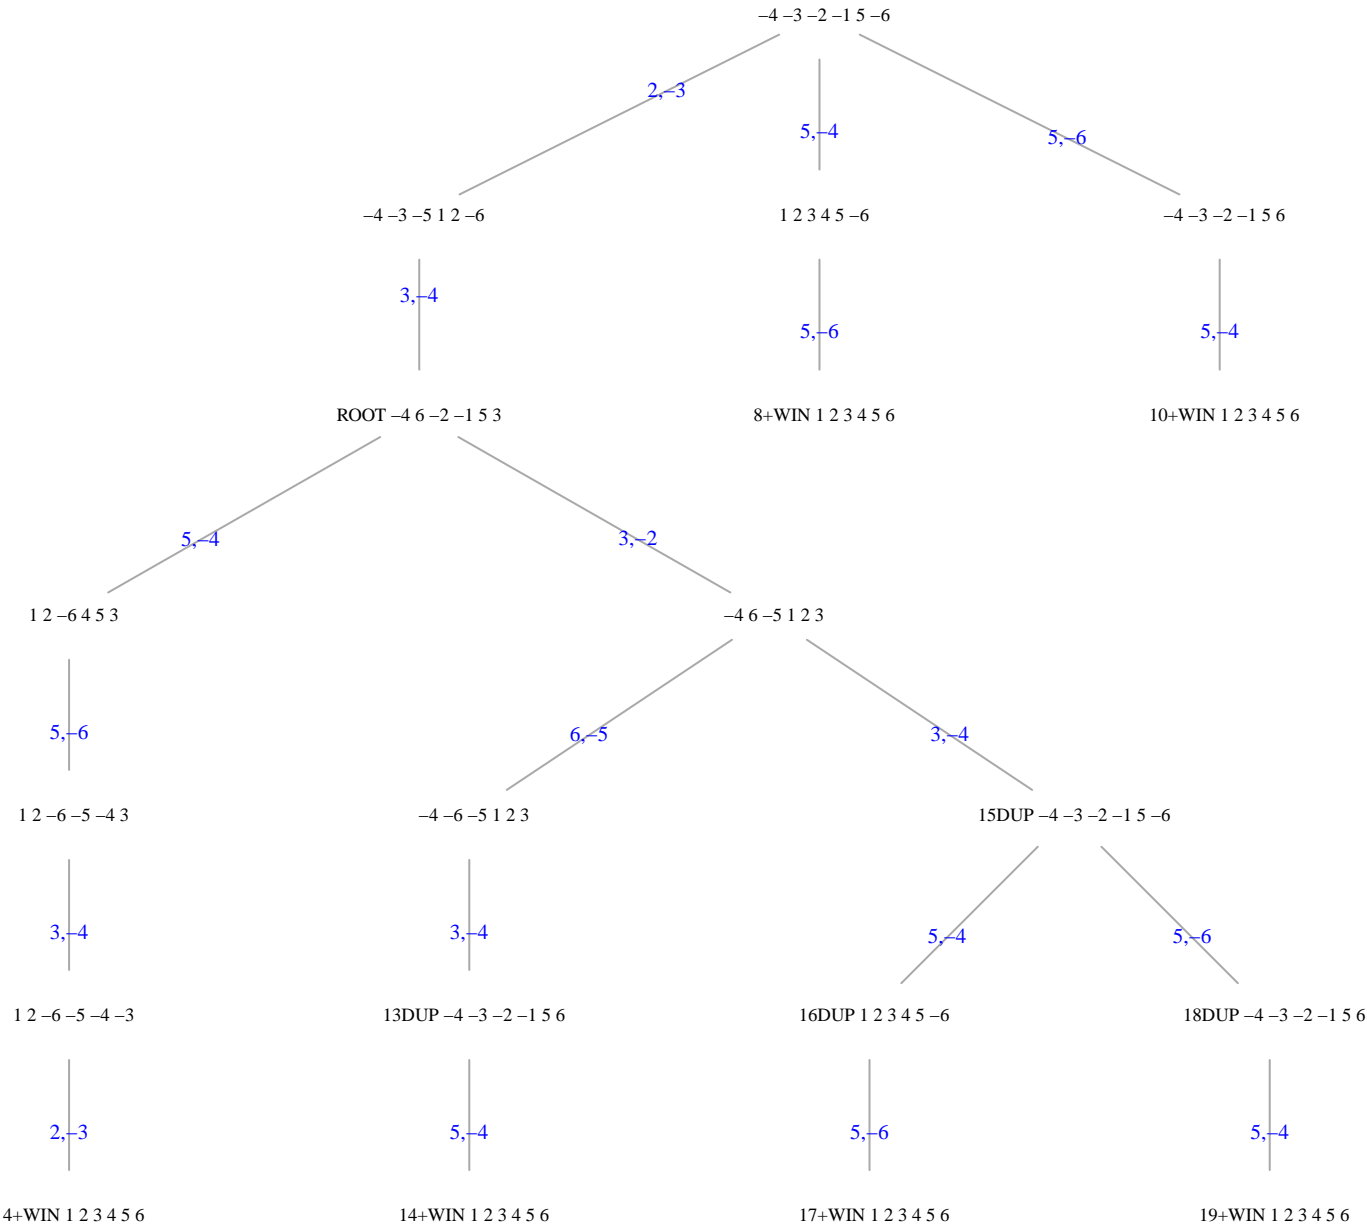 –4 –3 –2 –1 5 –6
2,–3
5,–4
5,–6
–4 –3 –5 1 2 –6
1 2 3 4 5 –6
–4 –3 –2 –1 5 6
3,–4
5,–6
5,–4
ROOT –4 6 –2 –1 5 3
8+WIN 1 2 3 4 5 6
10+WIN 1 2 3 4 5 6
5,–4
3,–2
1 2 –6 4 5 3
–4 6 –5 1 2 3
5,–6
6,–5
3,–4
1 2 –6 –5 –4 3
–4 –6 –5 1 2 3
15DUP –4 –3 –2 –1 5 –6
3,–4
3,–4
5,–4
5,–6
1 2 –6 –5 –4 –3
13DUP –4 –3 –2 –1 5 6
16DUP 1 2 3 4 5 –6
18DUP –4 –3 –2 –1 5 6
2,–3
5,–4
5,–6
5,–4
4+WIN 1 2 3 4 5 6
14+WIN 1 2 3 4 5 6
17+WIN 1 2 3 4 5 6
19+WIN 1 2 3 4 5 6